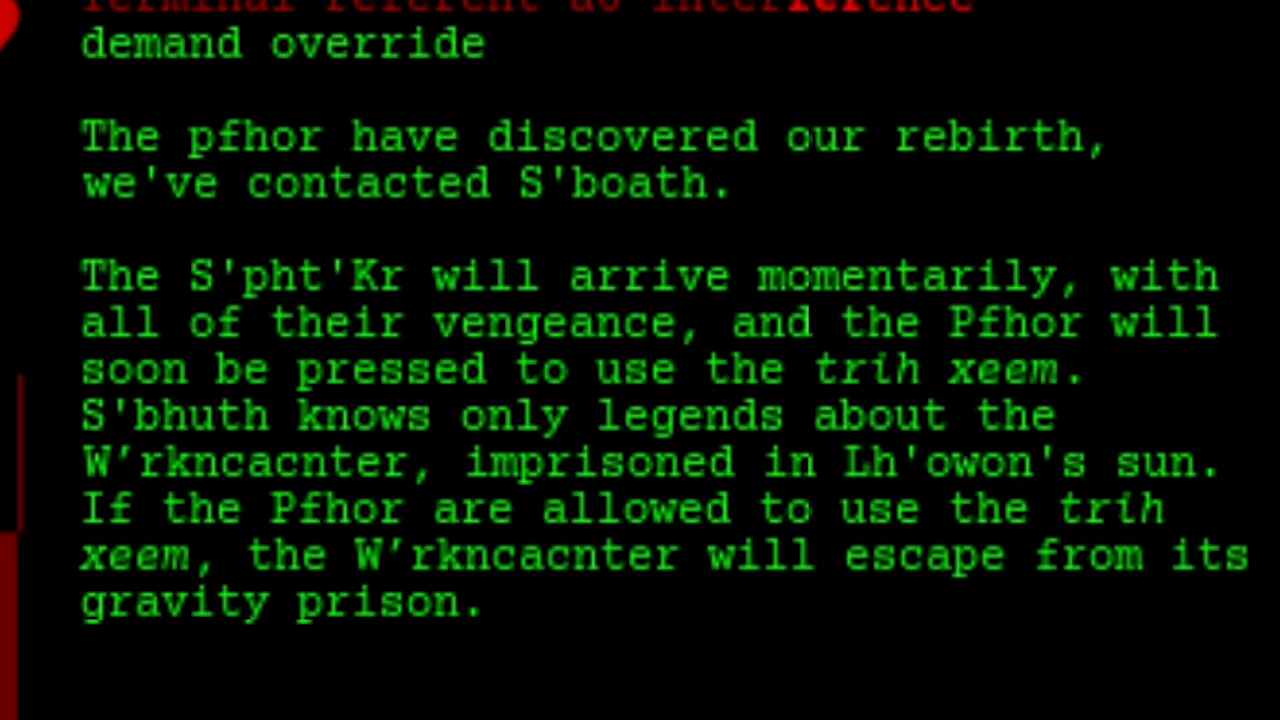 demand override
The pfhor have discovered our rebirth,
we've contacted S'boath.
The S'pht'Kr will arrive momentarily, with
all of their vengeance, and the Pfhor will
soon be pressed to use the trih xeem.
S'bhuth knows only legends about the
W’rkncacnter, imprisoned in Lh'owon's sun.
If the Pfhor are allowed to use the trih
xeem, the W’rkncacnter will escape from its
gravity prison.